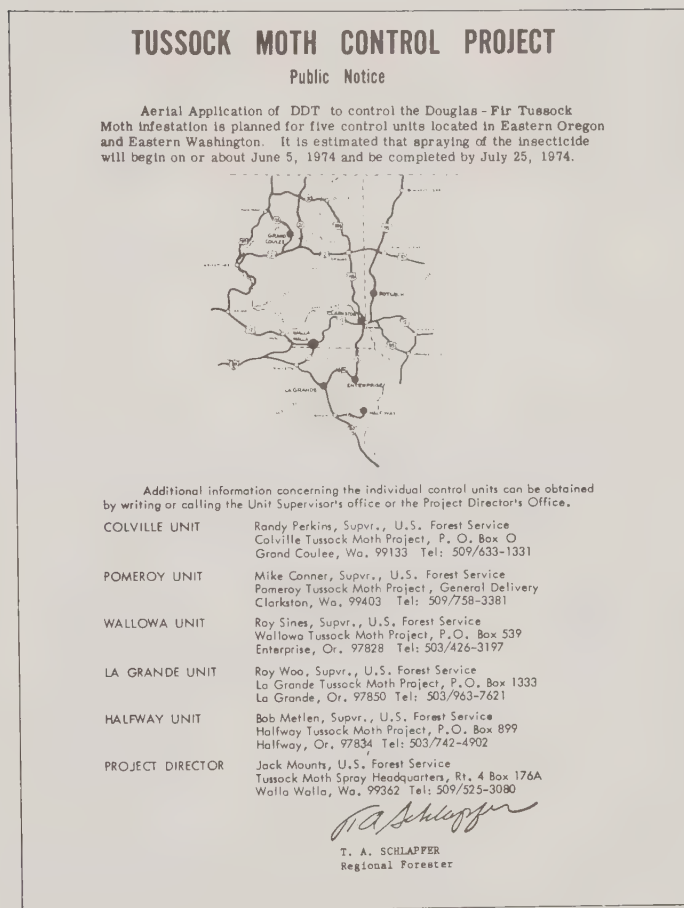 TUSSOCK MOTH CONTROL PROJECT
Public Notice
Aerial Application of DDT to control the Douglas - Fir Tussock
Moth infestation is planned for five control units located in Eastern Oregon
and Eastern Washington. It is estimated that spraying of the insecticide
will begin on or about June 5, 1974 and be completed by July 25, 1974.
GRAND
COULEE
CLARKSTON
WALLA
WALLA
LA GRANDE
ENTERPRISE
HALFWAY
Additional information concerning the individual control units can be obtained
by writing or calling the Unit Supervisor's office or the Project Director's Office.
COLVILLE UNIT Randy Perkins, Supvr., U.S. Forest Service
Colville Tussock Moth Project, P. O. Box O
Grand Coulee, Wa. 99133 Tel: 509/633-1331
POMEROY UNIT Mike Conner, Supvr., U.S. Forest Service
Pomeroy Tussock Moth Project, General Delivery
Clarkston, Wa. 99403 Tel: 509/758-3381
WALLOWA UNIT Roy Sines, Supvr., U.S. Forest Service
Wallowa Tussock Moth Project, P.O. Box 539
Enterprise, Or. 97828 Tel: 503/426-3197
LA GRANDE UNIT Roy Woo, Supvr., U.S. Forest Service
La Grande Tussock Moth Project, P.O. Box 1333
La Grande, Or. 97850 Tel: 503/963-7621
HALFWAY UNIT Bob Metlen, Supvr., U.S. Forest Service
Halfway Tussock Moth Project, P.O. Box 899
Halfway, Or. 97834 Tel: 503/742-4902
PROJECT DIRECTOR Jack Mounts, U.S. Forest Service
Tussock Moth Spray Headquarters, Rt. 4 Box 176A
Walla Walla, Wa. 99362 Tel: 509/525-3080
T A Schlapfer
T. A. SCHLAPFER
Regional Forester